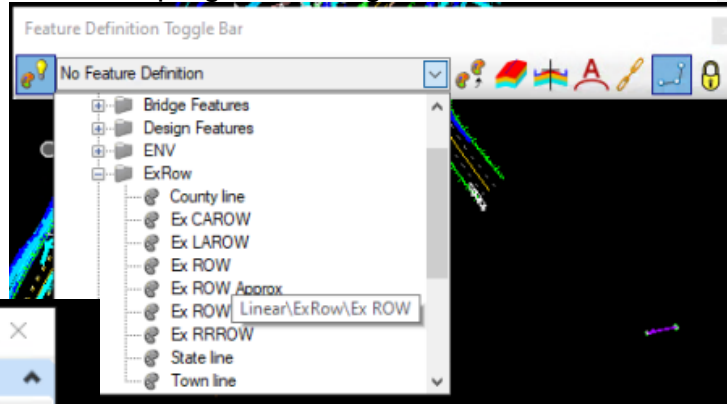 Feature Definition Toggle Bar
No Feature Definition
Bridge Features
Design Features
ENV
ExRow
County line
Ex CAROW
Ex LAROW
Ex ROW
Ex ROW Approx
Ex ROW
Linear\ExRow\Ex ROW
Ex RRROW
State line
Town line